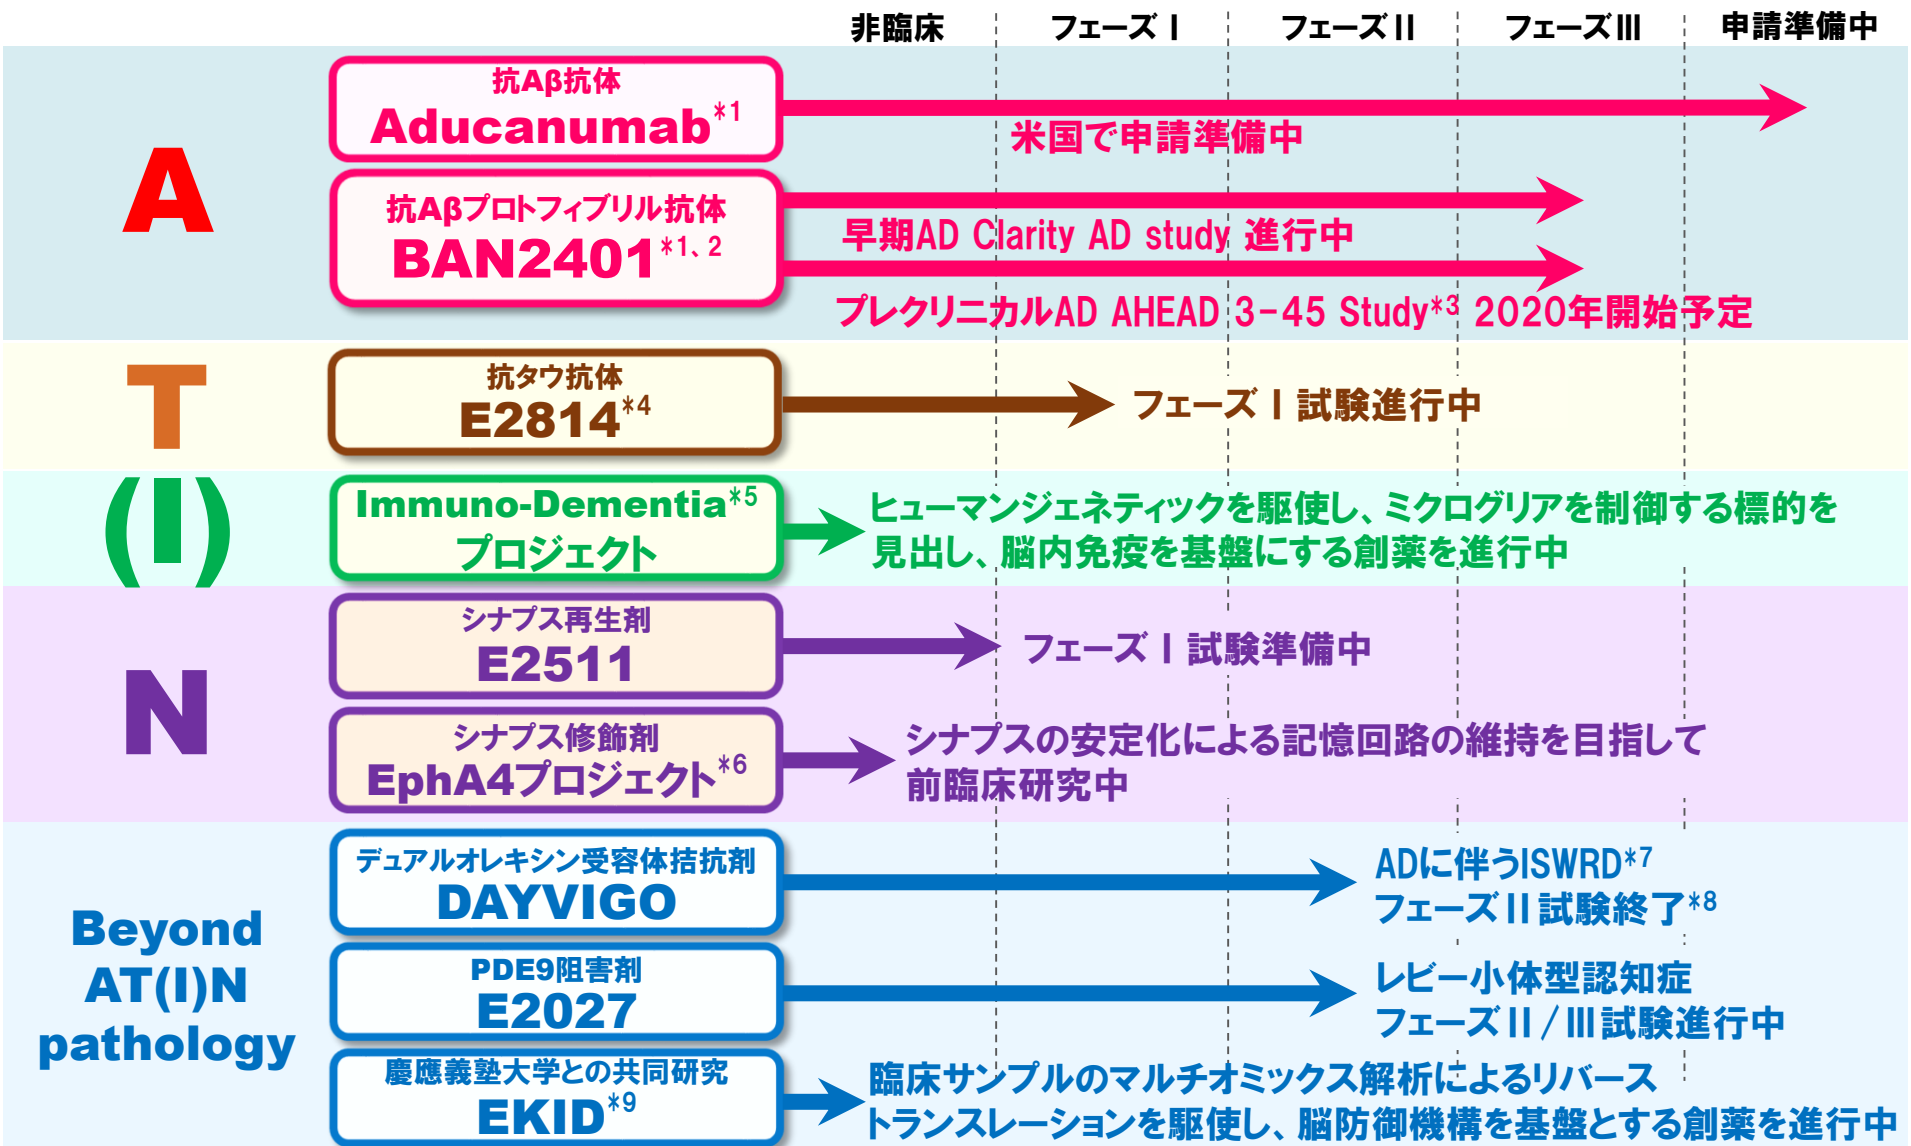 非臨床 フェーズⅠ フェーズⅡ フェーズⅢ 申請準備中
A
抗Aβ抗体
Aducanumab*1
米国で申請準備中
抗Aβプロトフィブリル抗体
BAN2401*1、2
早期AD Clarity AD study 進行中
プレクリニカルAD AHEAD 3-45 Study*3 2020年開始予定
T
抗タウ抗体
E2814*4
フェーズⅠ試験進行中
(I)
Immuno-Dementia*5
プロジェクト
ヒューマンジェネティックを駆使し、ミクログリアを制御する標的を
見出し、脳内免疫を基盤にする創薬を進行中
N
シナプス再生剤
E2511
フェーズⅠ試験準備中
シナプス修飾剤
EphA4プロジェクト*6
シナプスの安定化による記憶回路の維持を目指して
前臨床研究中
Beyond
AT(I)N
pathology
デュアルオレキシン受容体拮抗剤
DAYVIGO
ADに伴うISWRD*7
フェーズⅡ試験終了*8
PDE9阻害剤
E2027
レビー小体型認知症
フェーズⅡ/Ⅲ試験進行中
慶應義塾大学との共同研究
EKID*9
臨床サンプルのマルチオミックス解析によるリバース
トランスレーションを駆使し、脳防御機構を基盤とする創薬を進行中